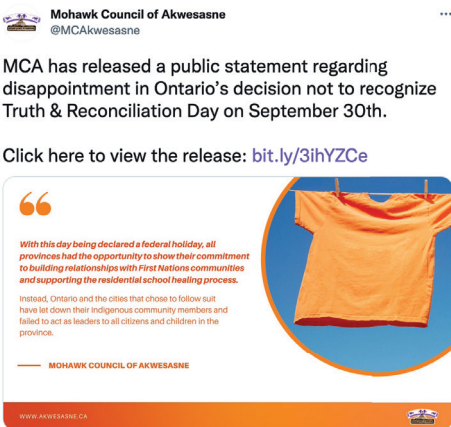 Mohawk Council of Akwesasne
@MCAkwesasne
MCA has released a public statement regarding
disappointment in Ontario's decision not to recognize
Truth & Reconciliation Day on September 30th.
Click here to view the release: bit.ly/3ihYZCe
With this day being declared a federal holiday, all
provinces had the opportunity to show their commitment
to building relationships with First Nations communities
and supporting the residential school healing process.
Instead, Ontario and the cities that chose to follow suit
have let down their Indigenous community members and
failed to act as leaders to all citizens and children in the
province.
MOHAWK COUNCIL OF AKWESASNE
WWW.AKWESASNE.CA